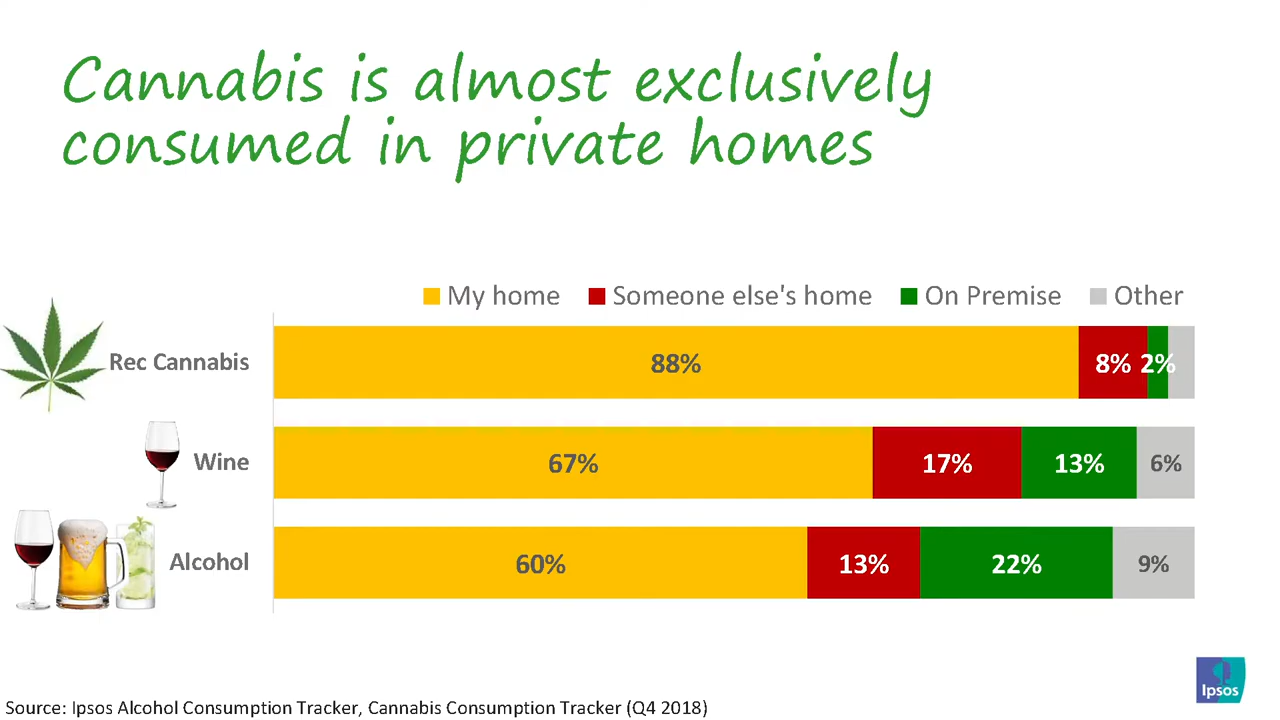 Cannabis is almost exclusively
consumed in private homes
My home Someone else's home On Premise Other
Rec Cannabis 88% 8% 2%
Wine 67% 17% 13% 6%
Alcohol 60% 13% 22% 9%
Ipsos
Source: Ipsos Alcohol Consumption Tracker, Cannabis Consumption Tracker (Q4 2018)